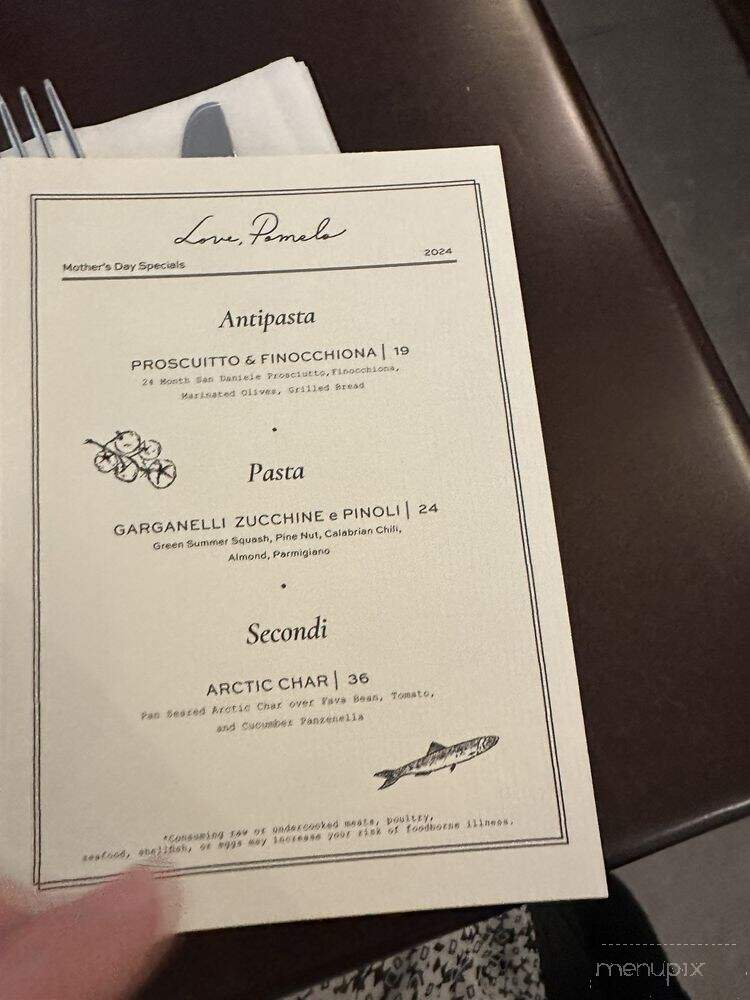 Love, Pamelo
Mother's Day Specials
2024
Antipasta
PROSCUITTO & FINOCCHIONA | 19
24 Month San Daniele Prosciutto, Finocchiona,
Marinated Olives, Grilled Bread
Pasta
GARGANELLI ZUCCHINE e PINOLI | 24
Green Summer Squash, Pine Nut, Calabrian Chili,
Almond, Parmigiano
Secondi
ARCTIC CHAR | 36
Pan Seared Arctic Char over Fava Bean, Tomato,
and Cucumber Panzenella
*Consuming raw or undercooked meats, poultry,
seafood, shellfish, or eggs may increase your risk of foodborne illness.
menupix